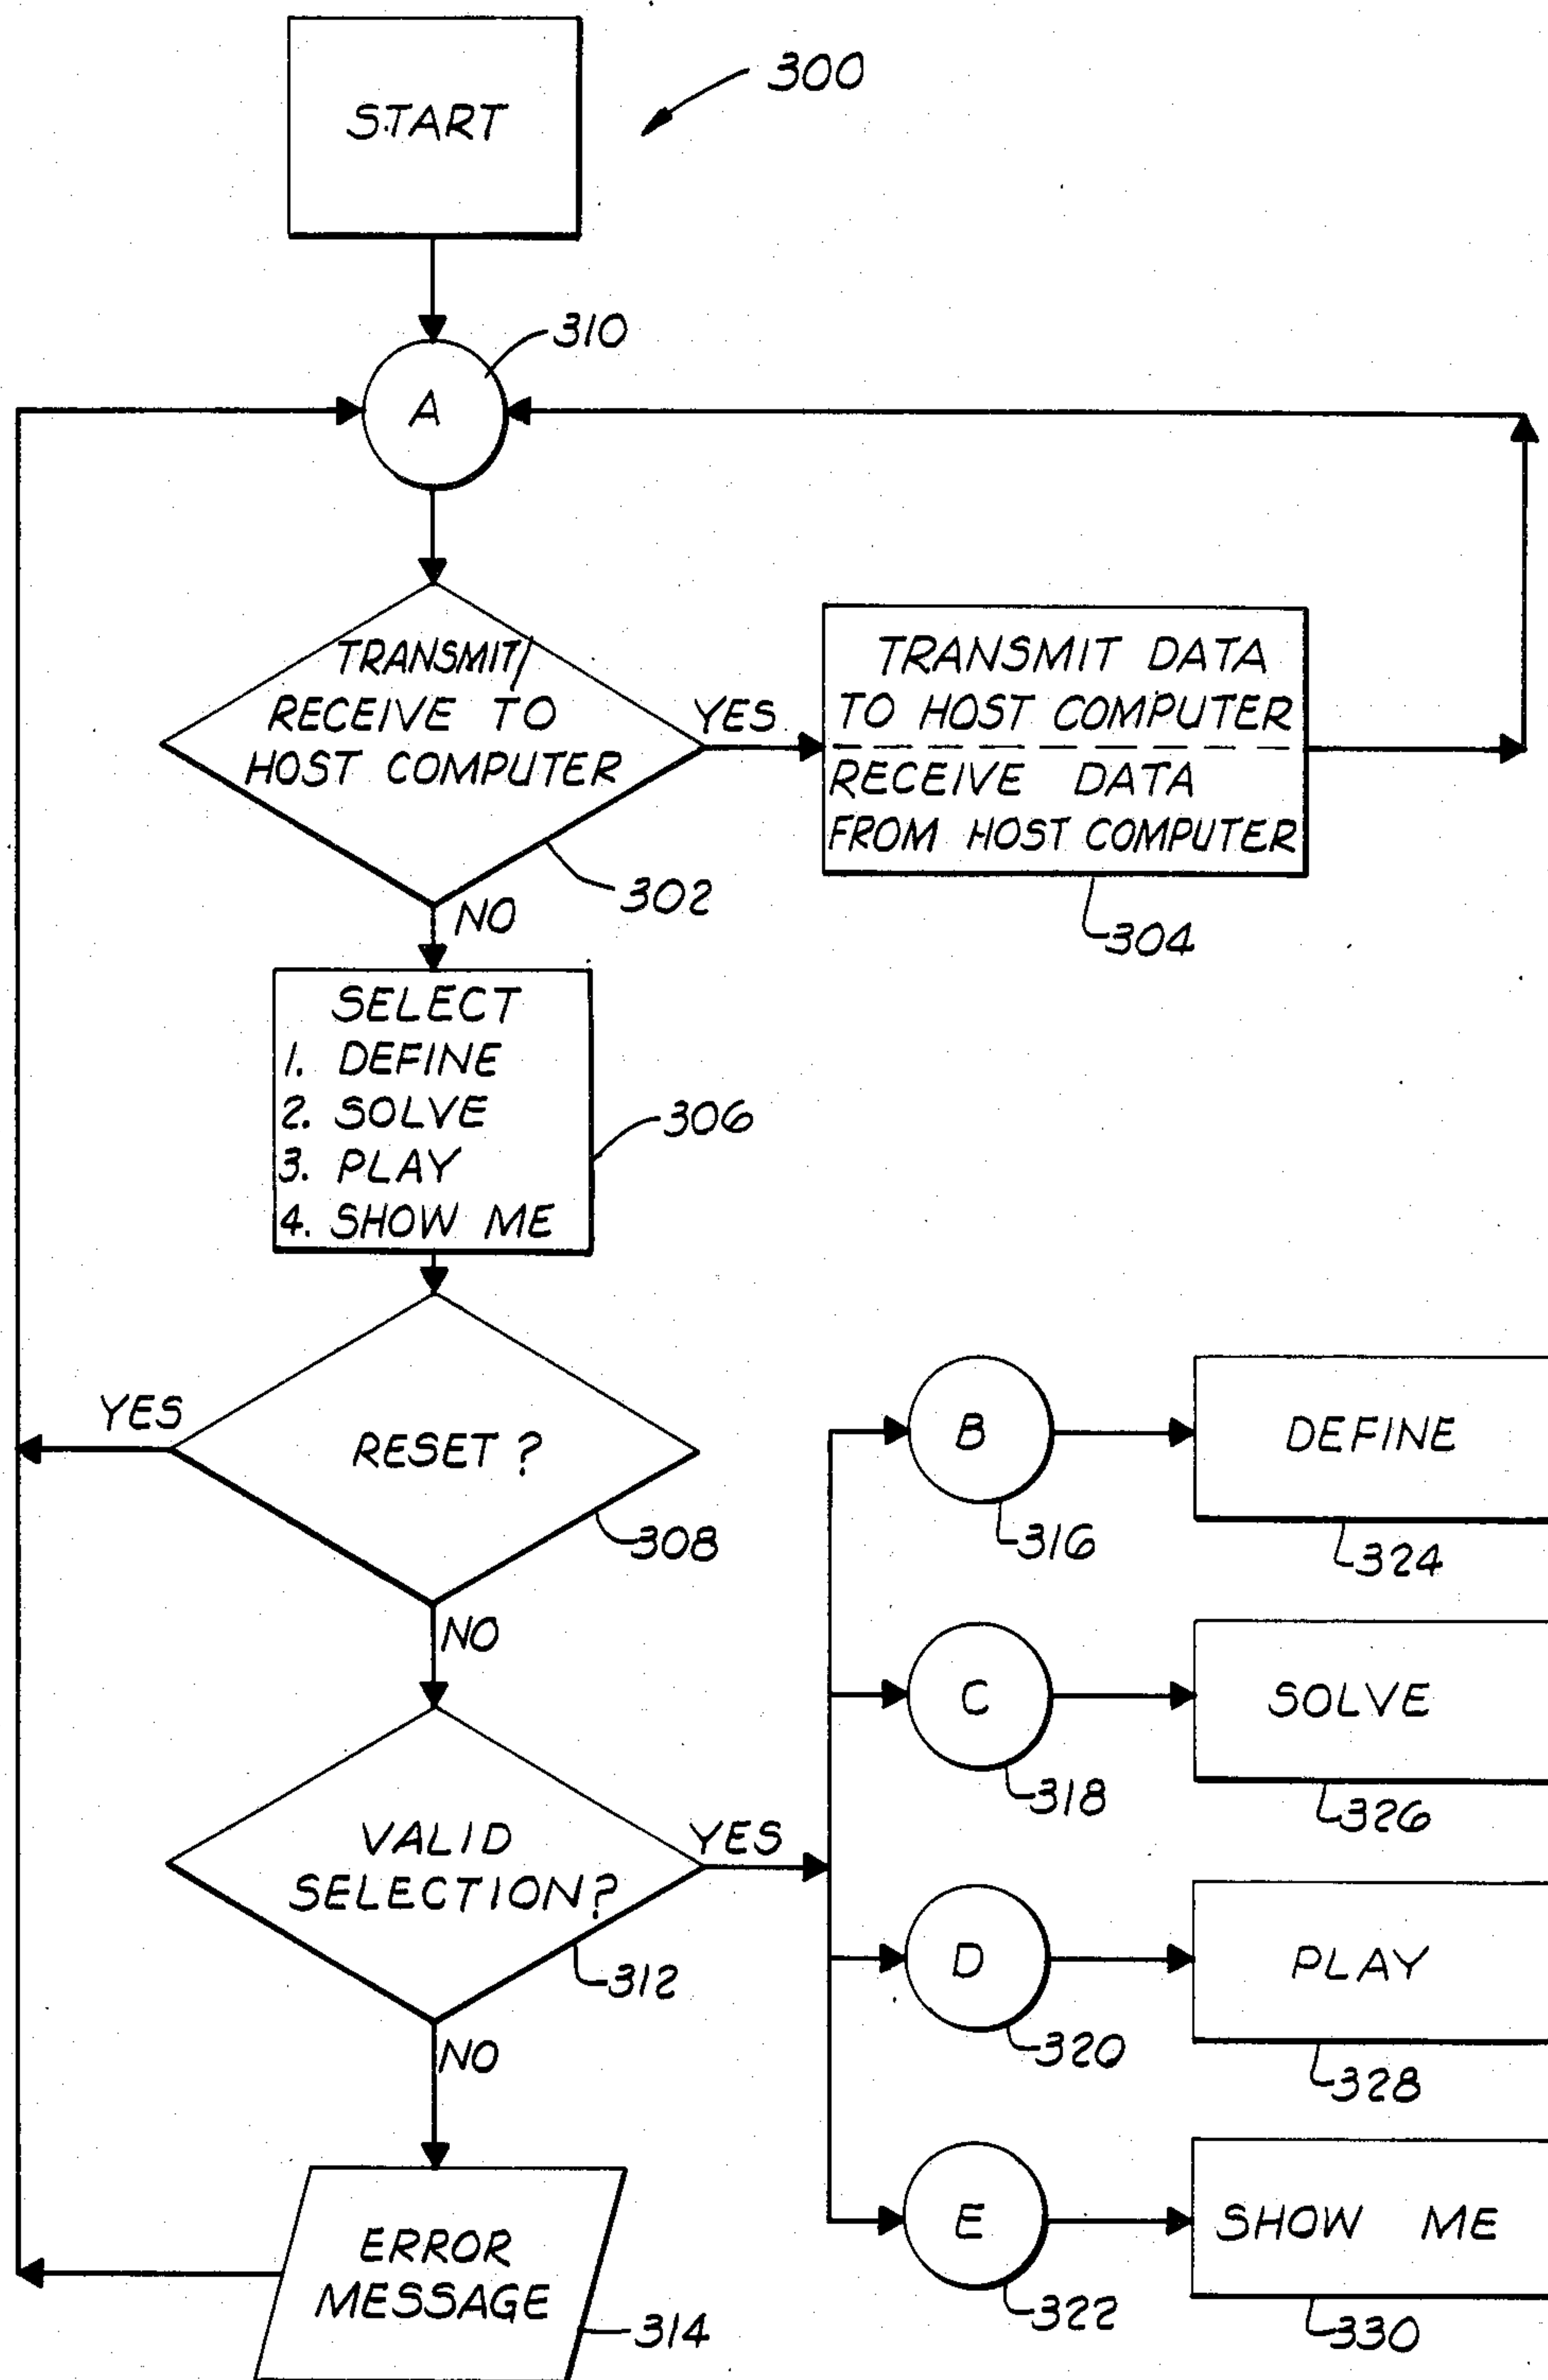 START
300
310
A
TRANSMIT/
RECEIVE TO
HOST COMPUTER
YES
TRANSMIT DATA
TO HOST COMPUTER
RECEIVE DATA
FROM HOST COMPUTER
302
304
NO
SELECT
1. DEFINE
2. SOLVE
3. PLAY
4. SHOW ME
306
RESET ?
YES
308
NO
B
316
DEFINE
324
C
318
SOLVE
326
VALID
SELECTION?
YES
312
NO
D
320
PLAY
328
E
322
SHOW ME
330
ERROR
MESSAGE
314